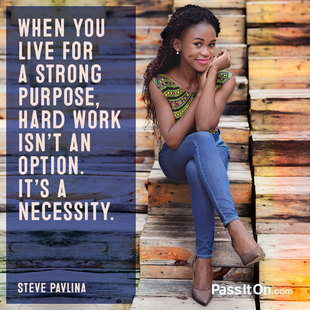 WHEN YOU
LIVE FOR
A STRONG
PURPOSE,
HARD WORK
ISN'T AN
OPTION.
IT'S A
NECESSITY.
STEVE PAVLINA
PassItOn.com